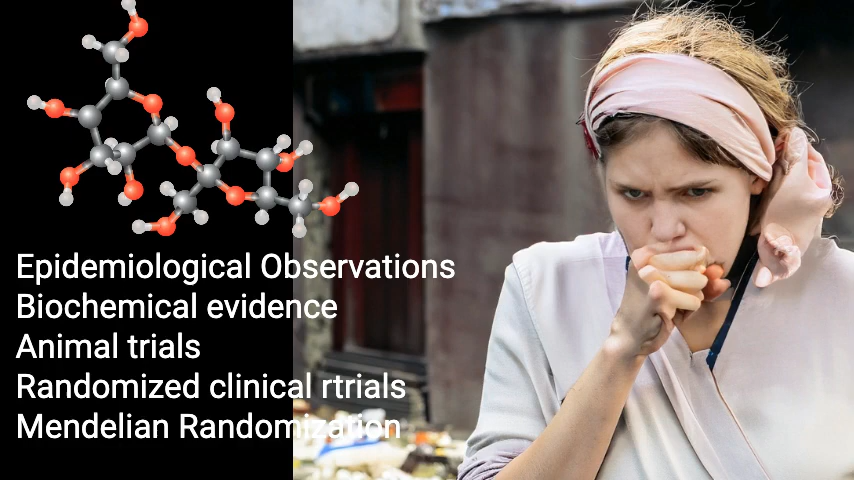 Epidemiological Observations
Biochemical evidence
Animal trials
Randomized clinical rtrials
Mendelian Randomization